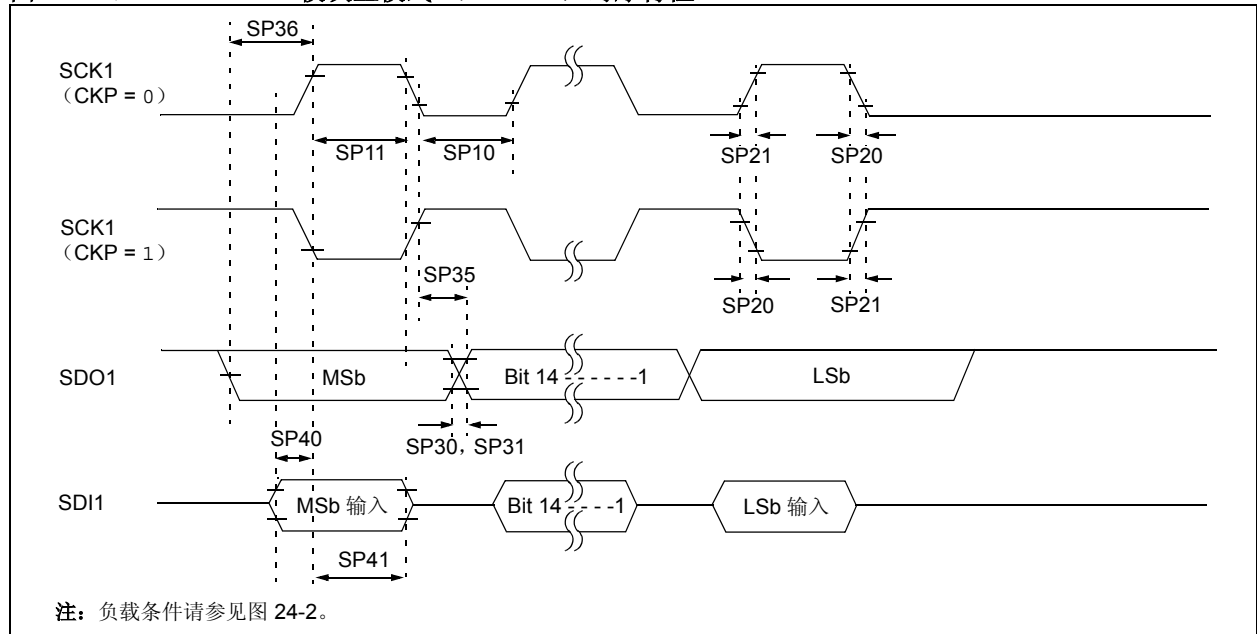 SP36
SCK1
（CKP = 0）
SP11
SP10
SP21
SP20
SCK1
（CKP = 1）
SP35
SP20
SP21
SDO1
MSb
Bit 14 - - - - - -1
LSb
SP40
SP30，SP31
SDI1
MSb 输入
Bit 14 - - - -1
LSb 输入
SP41
注：负载条件请参见图 24-2。